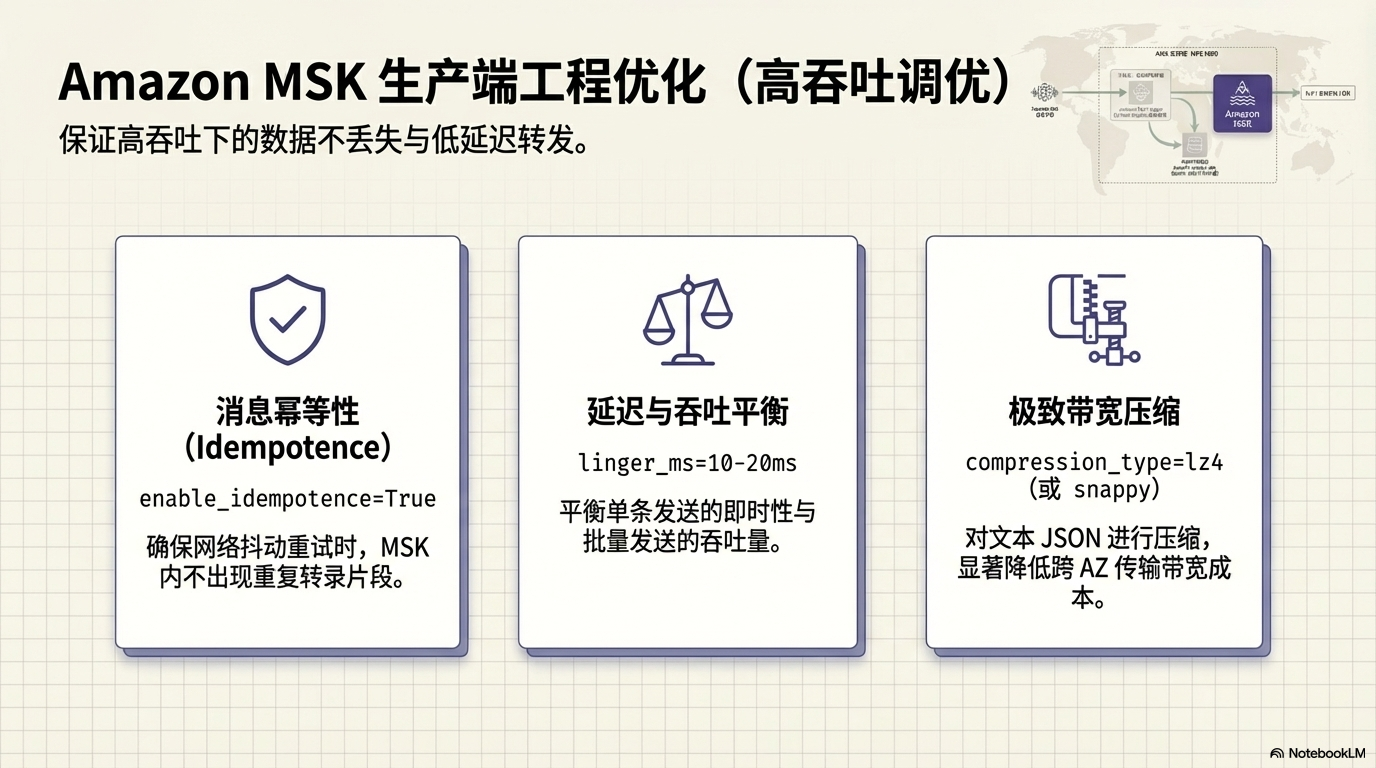 Amazon MSK 生产端工程优化（高吞吐调优）
保证高吞吐下的数据不丢失与低延迟转发。
Amazon
消息幂等性
（Idempotence）
enable_idempotence=True
确保网络抖动重试时，MSK
内不出现重复转录片段。
延迟与吞吐平衡
linger_ms=10-20ms
平衡单条发送的即时性与
批量发送的吞吐量。
极致带宽压缩
compression_type=lz4
（或 snappy）
对文本 JSON 进行压缩，
显著降低跨 AZ 传输带宽成
本。
NotebookLM